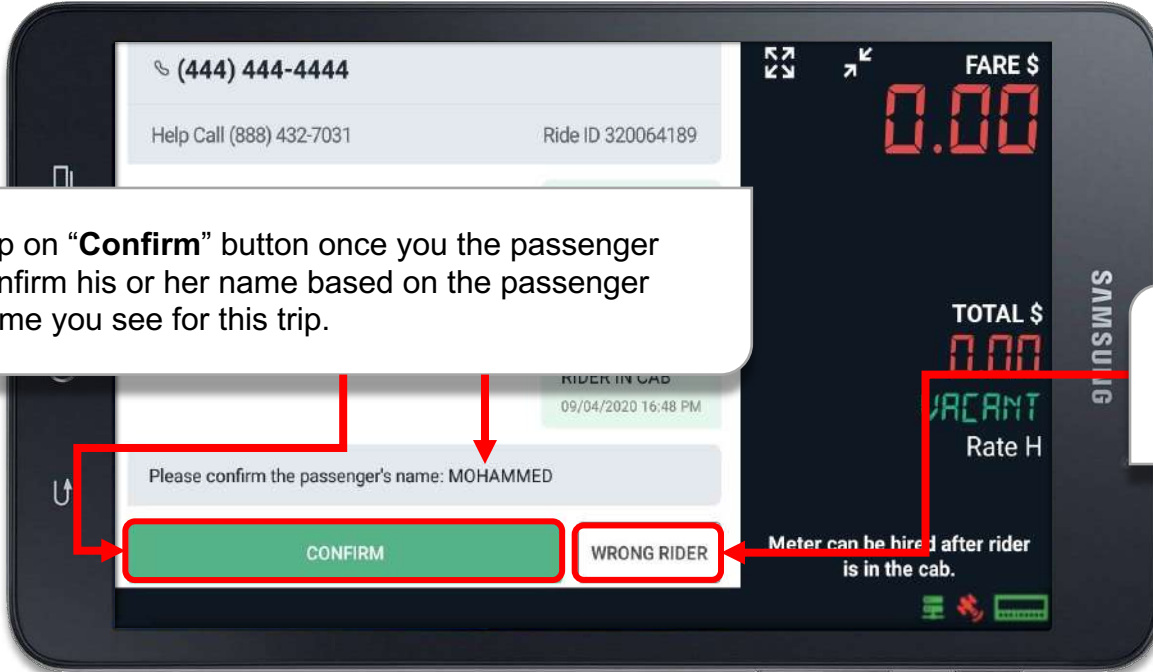 (444) 444-4444
Help Call (888) 432-7031
Ride ID 320064189
on “Confirm” button once you the passenger
his or her name based on the passenger
you see for this trip.
RIDER IN CAB
09/04/2020 16:48 PM
Please confirm the passenger's name: MOHAMMED
CONFIRM
WRONG RIDER
FARE $
0.00
TOTAL $
0.00
VACANT
Rate H
Meter can be hired after rider
is in the cab.
SAMSUNG